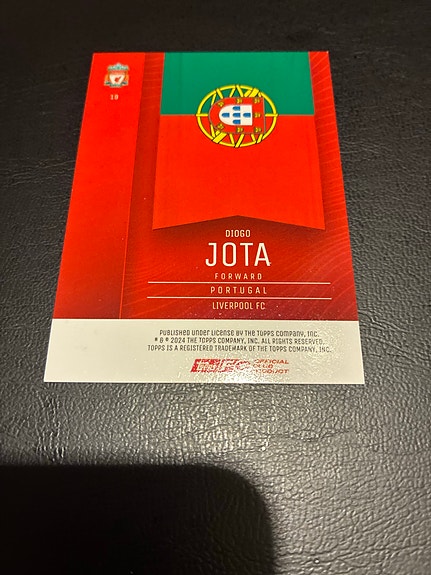 10
DIOGO
JOTA
FORWARD
PORTUGAL
LIVERPOOL FC
PUBLISHED UNDER LICENSE BY THE TOPPS COMPANY, INC.
® & © 2024 THE TOPPS COMPANY, INC. ALL RIGHTS RESERVED.
TOPPS IS A REGISTERED TRADEMARK OF THE TOPPS COMPANY, INC.
OFFICIAL
CLUB
PRODUCT